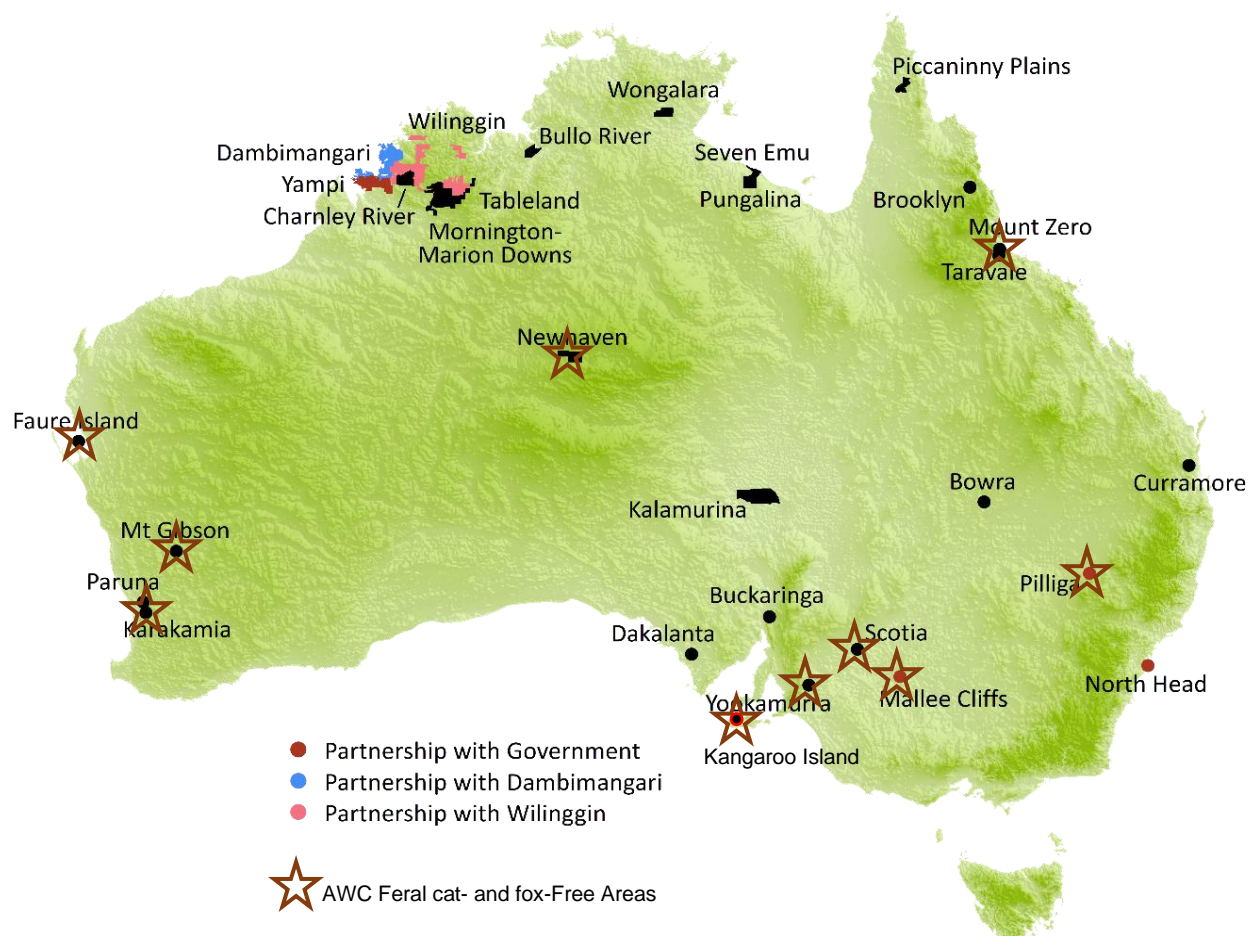 Piccaninny Plains
Wongalara
Wilinggin
Bullo River
Dambimangari
Seven Emu
Yampi
Pungalina
Brooklyn
Tableland
Charnley River
Mornington-
Marion Downs
Mount Zero
Taravale
Newhaven
Faure Island
Bowra
Curramore
Kalamurina
Mt Gibson
Paruna
Pilliga
Buckaringa
Karakamia
Dakalanta
Scotia
North Head
Mallee Cliffs
Yookamurra
Kangaroo Island
Partnership with Government
Partnership with Dambimangari
Partnership with Wilinggin
AWC Feral cat- and fox-Free Areas